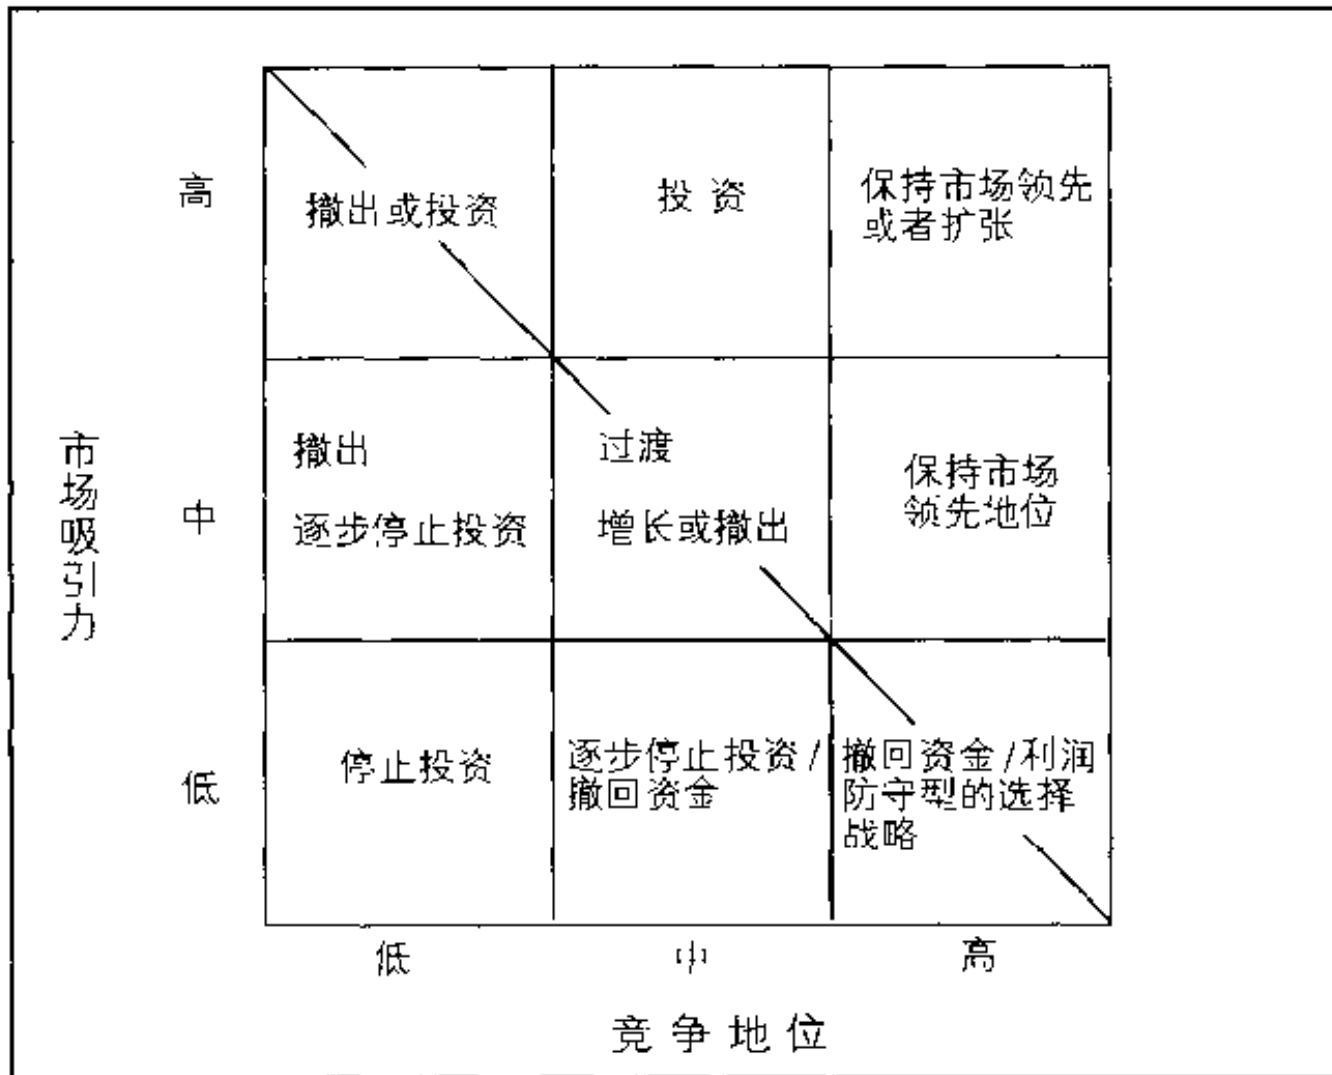 高
撤出或投资
投资
保持市场领先
或者扩张
市场吸引力
中
撤出
逐步停止投资
过渡
增长或撤出
保持市场
领先地位
低
停止投资
逐步停止投资/
撤回资金
撤回资金/利润
防守型的选择
战略
低
中
高
竞争地位